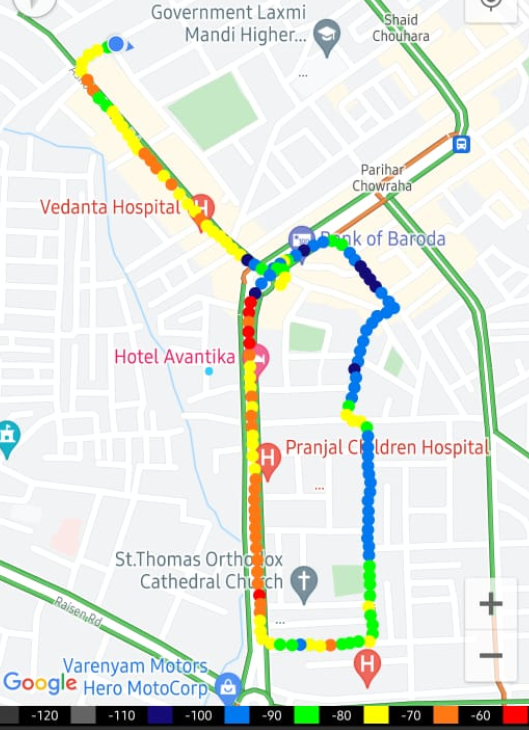 Government Laxmi
Mandi Higher...
Shaid
Chouhara
...
Parihar
Chowraha
Vedanta Hospital
H
Bank of Baroda
Hotel Avantika
Pranjal Children Hospital
H
...
St.Thomas Orthodox
Cathedral Church
...
+
Raisen Rd
−
Varenyam Motors
Hero MotoCorp
H
Google
-120 -110 -100 -90 -80 -70 -60